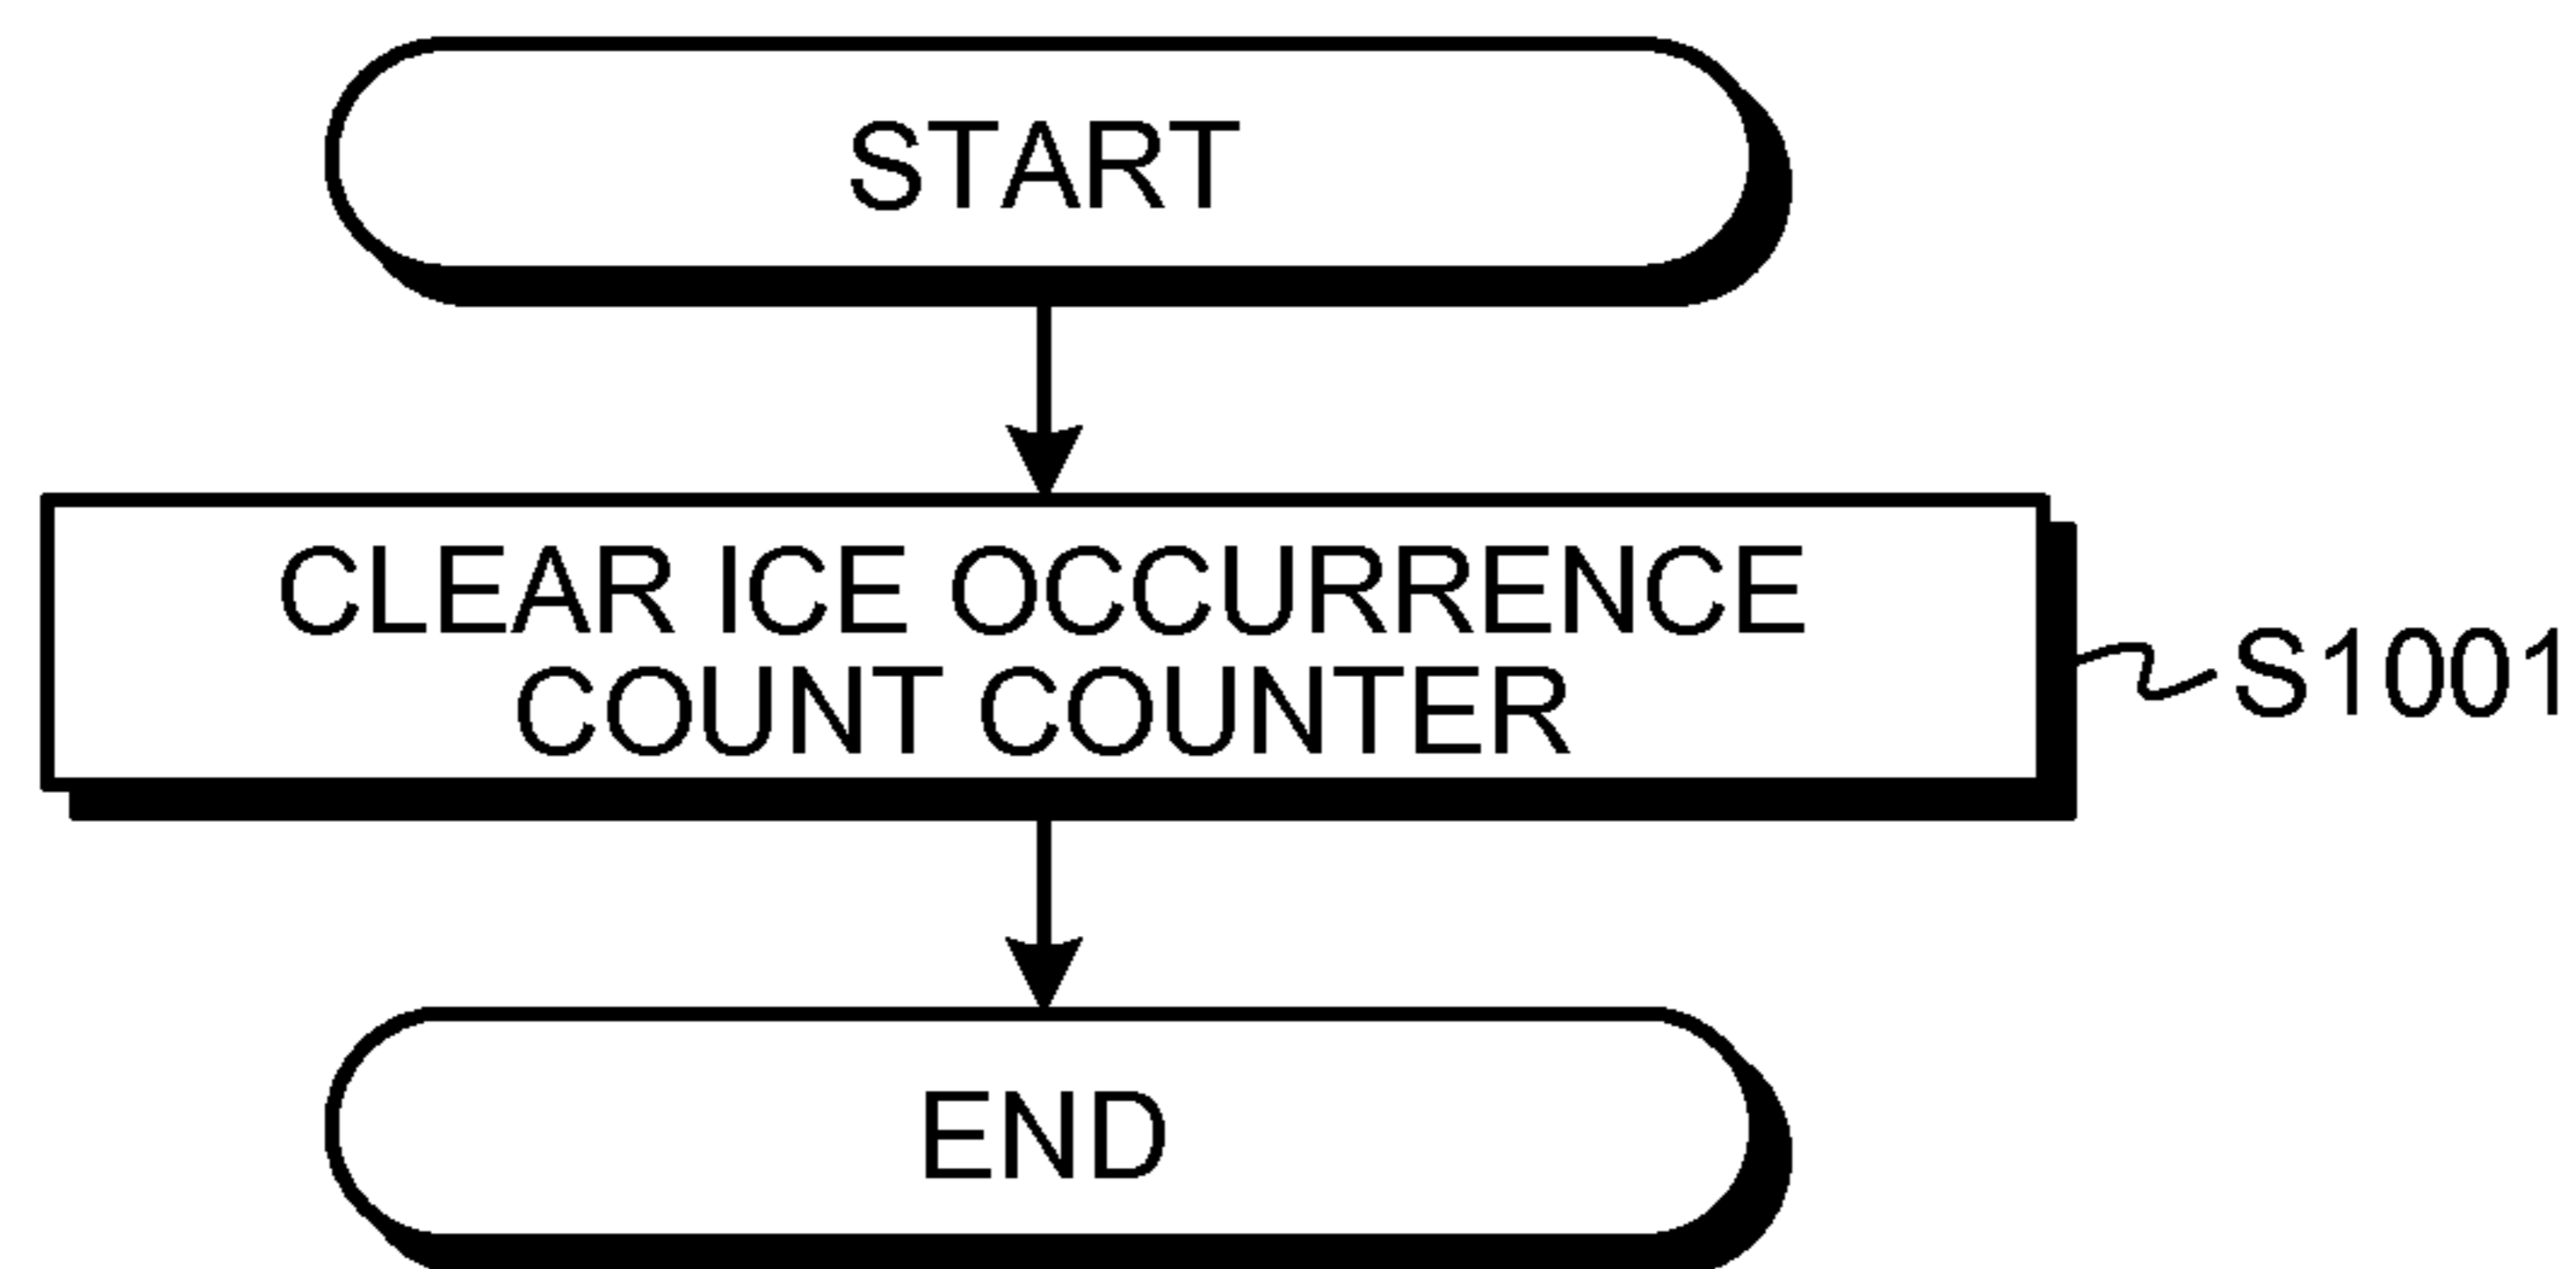 START
CLEAR ICE OCCURRENCE
COUNT COUNTER
S1001
END